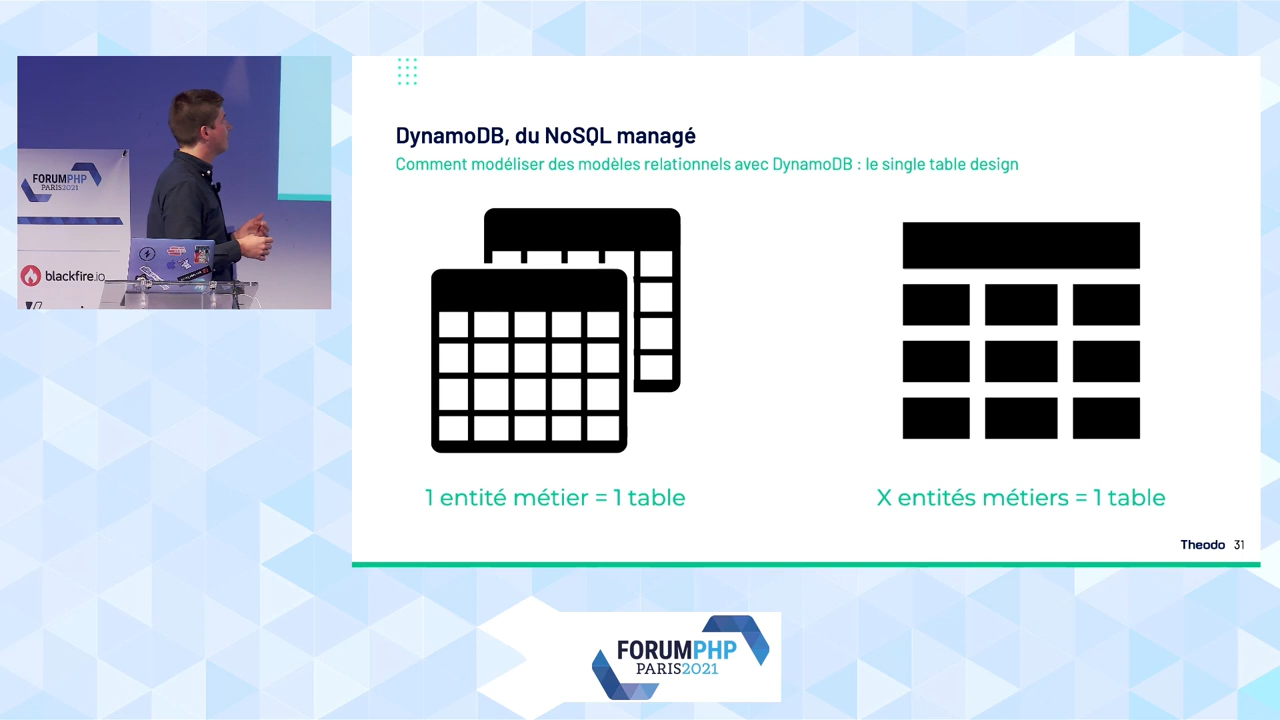 DynamoDB, du NoSQL managé
Comment modéliser des modèles relationnels avec DynamoDB : le single table design
1 entité métier = 1 table
X entités métiers = 1 table
Theodo 31
FORUMPHP
PARIS2021
blackfire.io
FORUMPHP
PARIS2021